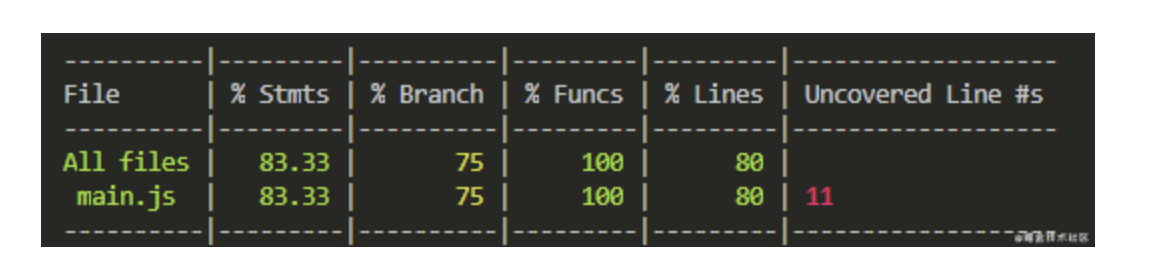 ----------|---------|----------|---------|---------|-------------------
File      | % Stmts | % Branch | % Funcs | % Lines | Uncovered Line #s
----------|---------|----------|---------|---------|-------------------
All files |   83.33 |       75 |     100 |      80 |
 main.js  |   83.33 |       75 |     100 |      80 | 11
----------|---------|----------|---------|---------|-------------------
@稀土掘金技术社区